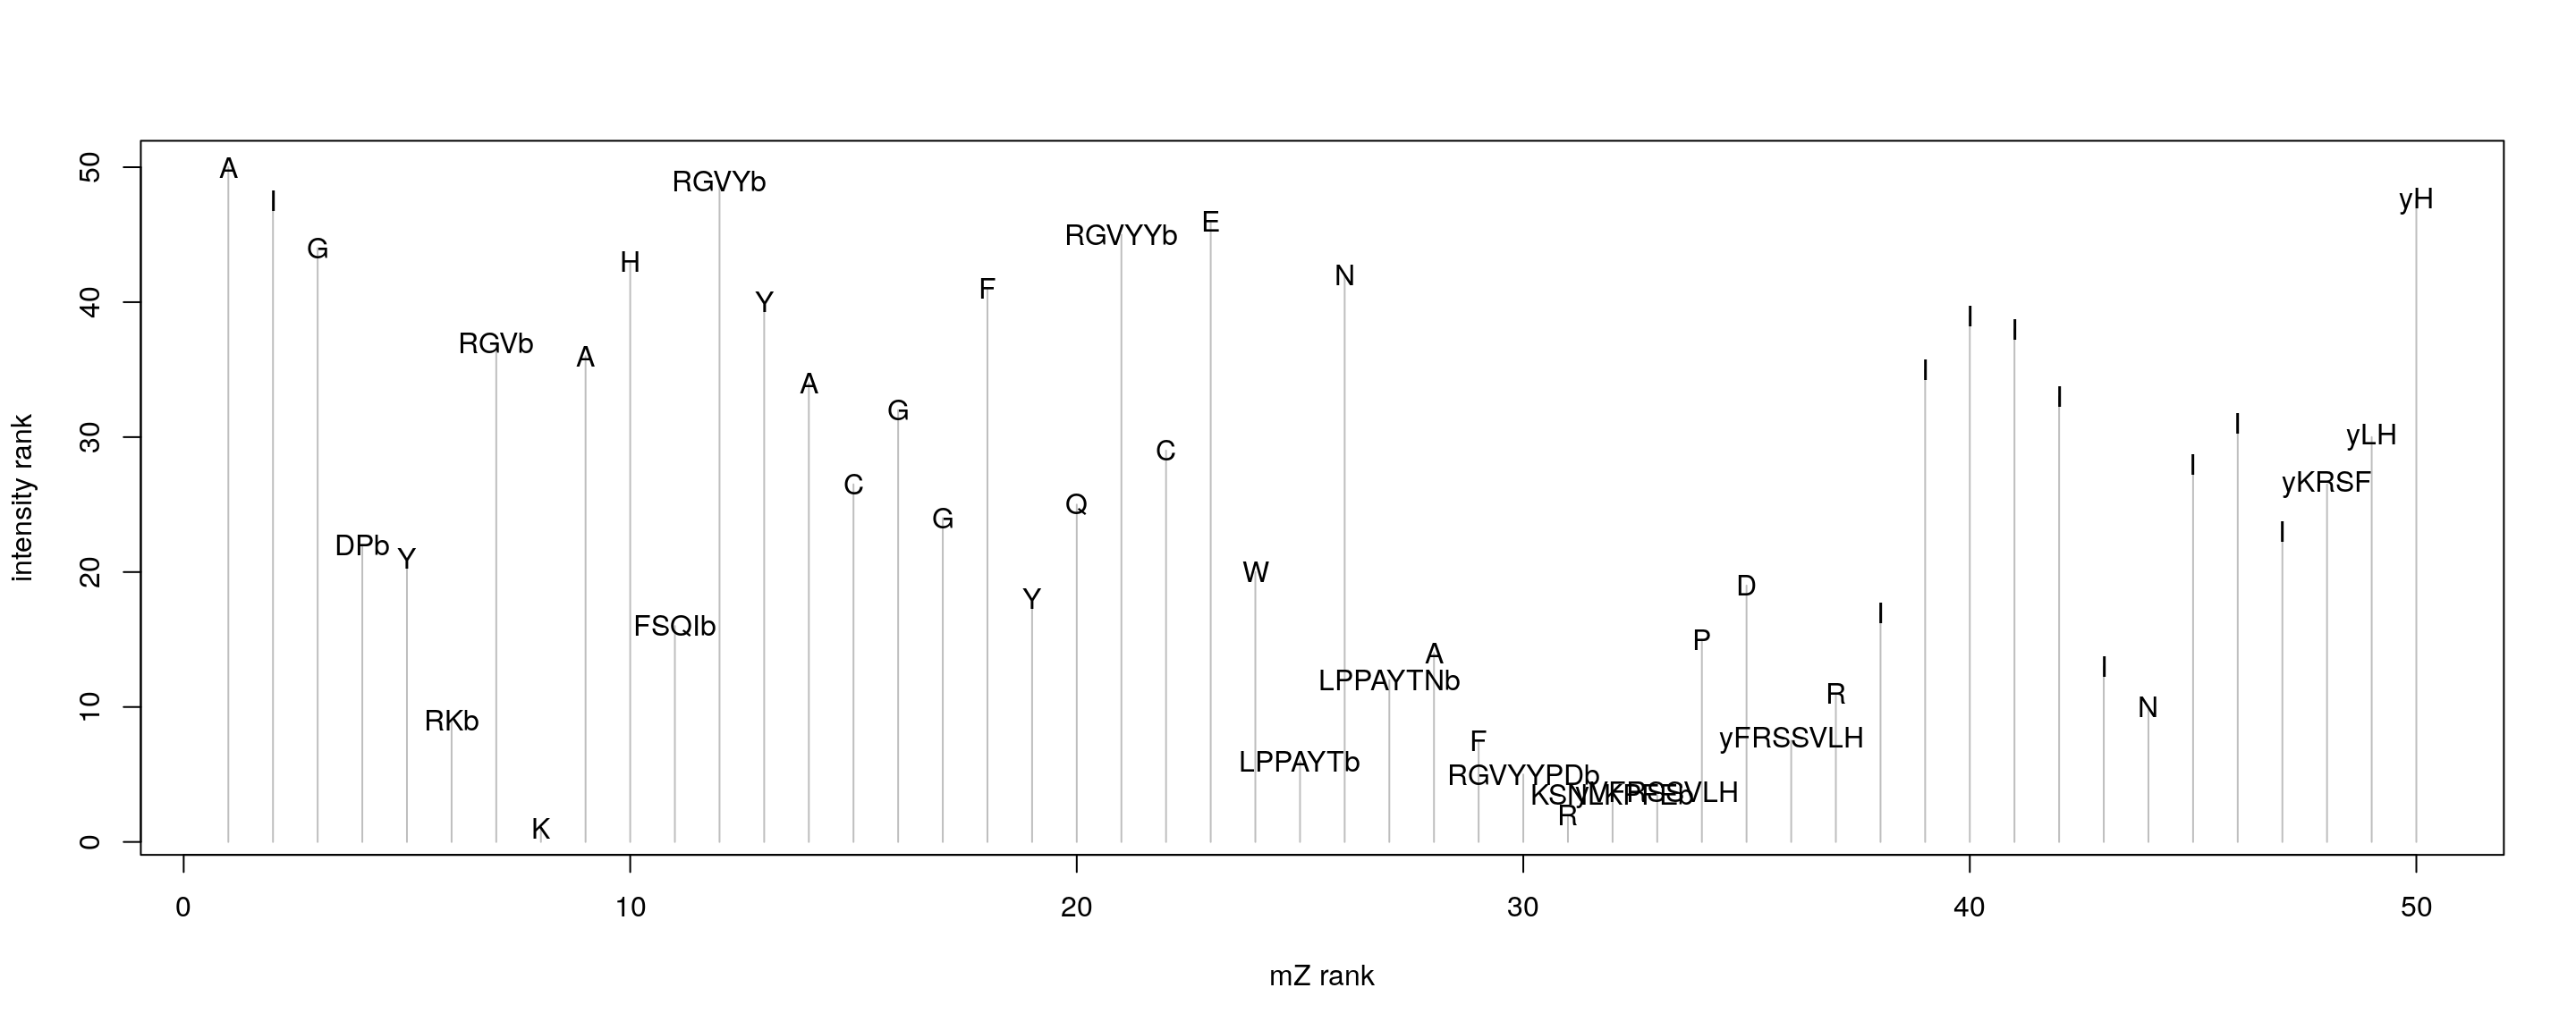 A
I
G
DPb
Y
RKb
RGVb
K
A
H
FSQIb
RGVYb
Y
A
C
G
G
F
Y
Q
RGVYYb
C
E
W
LPPAYTb
N
LPPAYTNb
A
F
RGVYYPDb
R
P
D
yFRSSVLH
R
I
I
I
I
I
I
N
I
I
I
yKRSF
yLH
yH
intensity rank
0
10
20
30
40
50
0
10
20
30
40
50
mZ rank